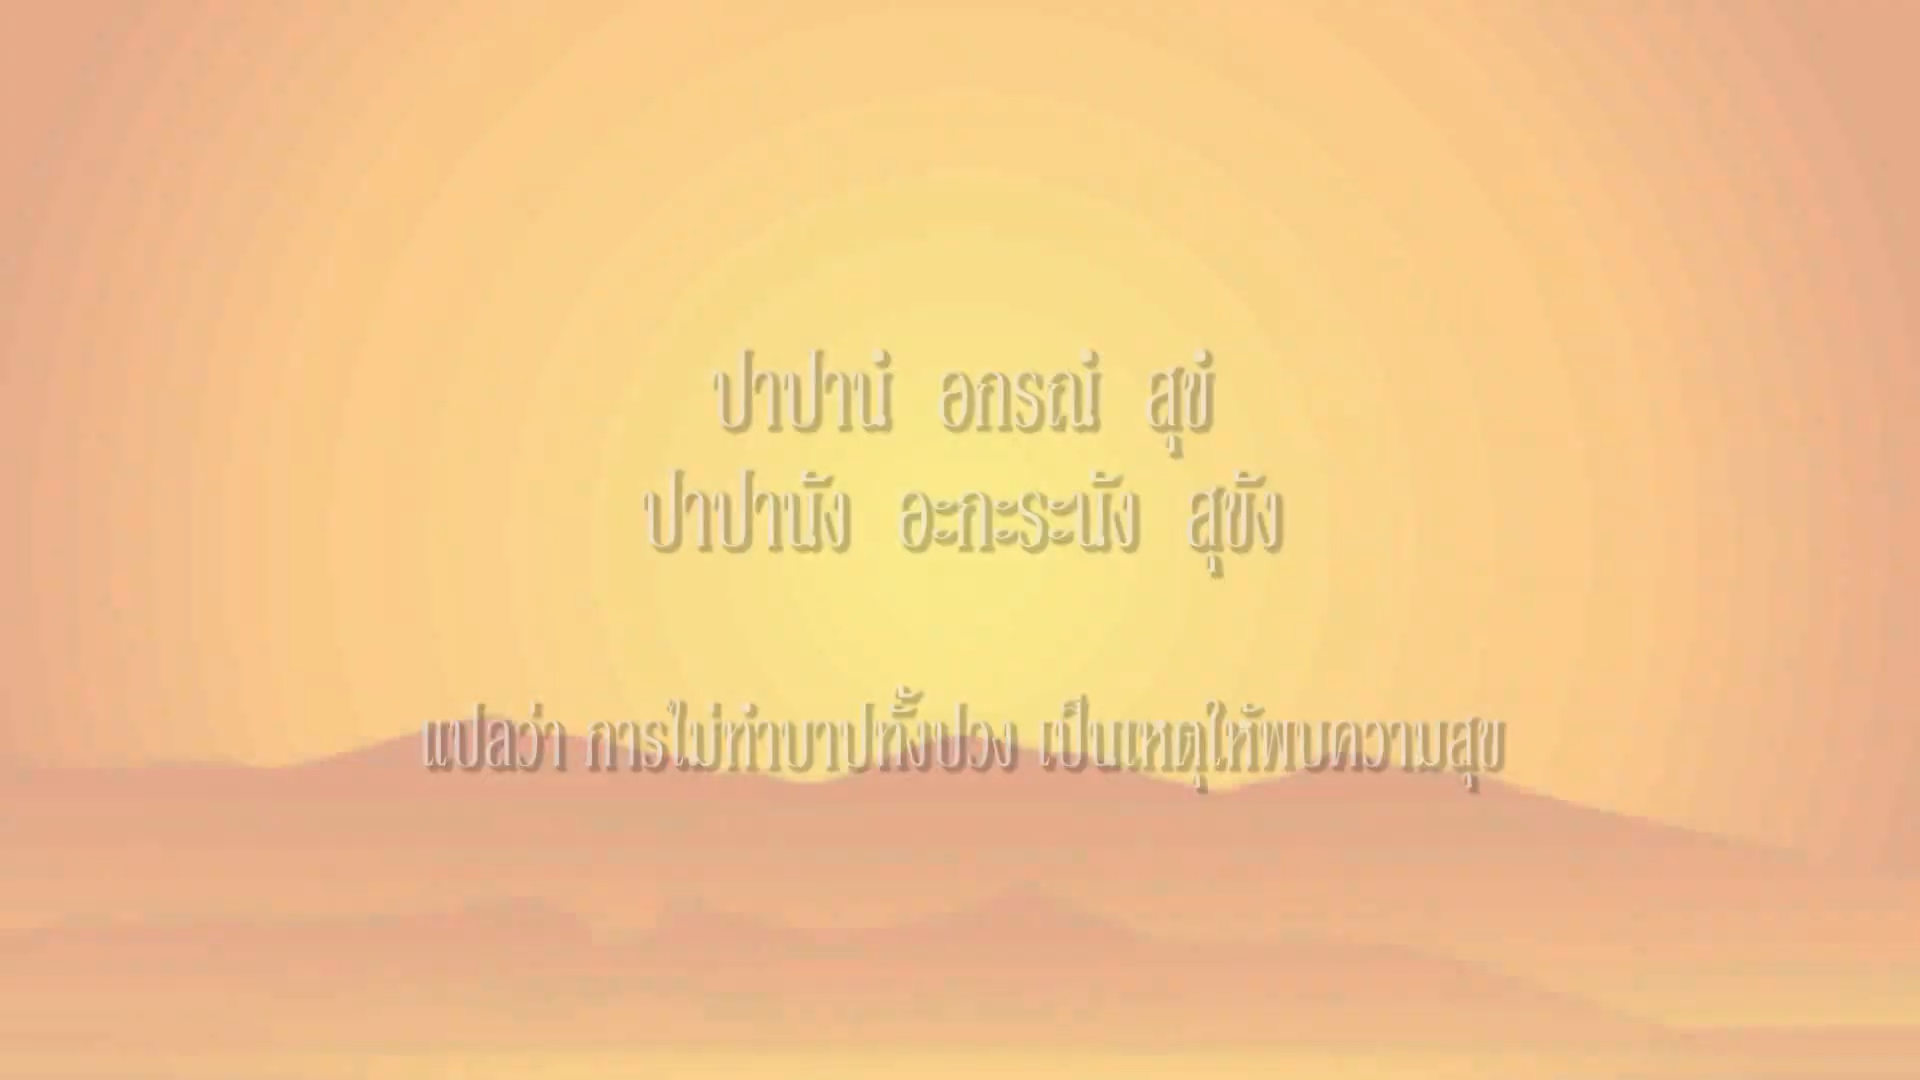 ปาปานํ อกรณํ สุขํ
ปาปานัง อะกะระนัง สุขัง
แปลว่า การไม่ทำบาปทั้งปวง เป็นเหตุให้พบความสุข